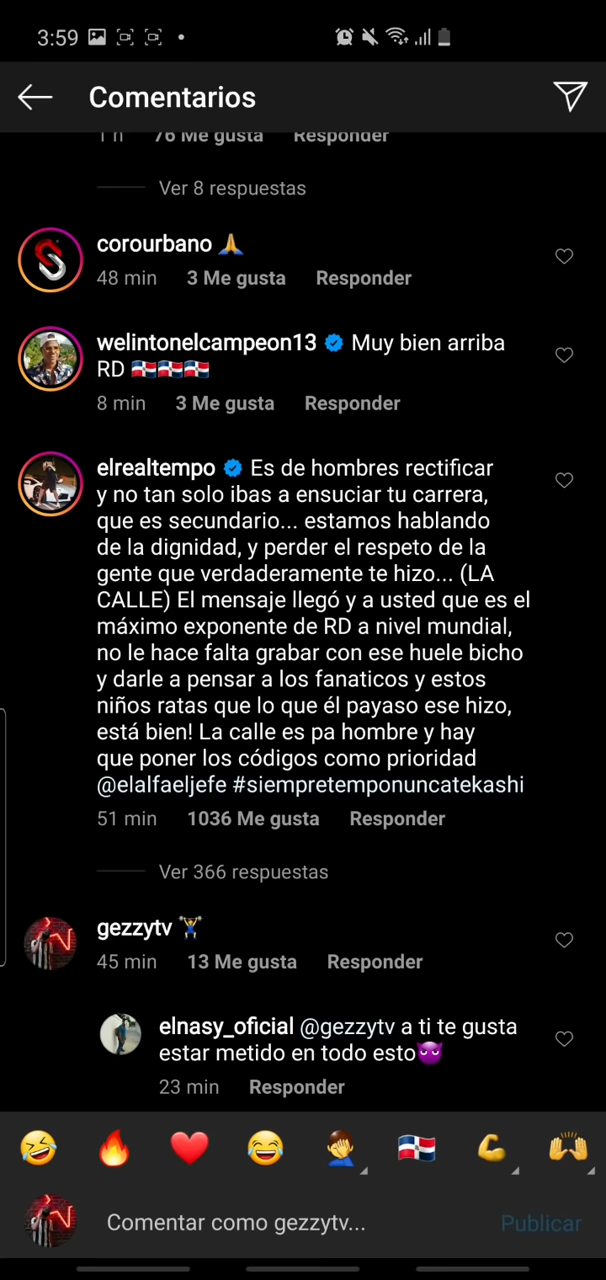 3:59
Comentarios
1 h 76 Me gusta Responder
Ver 8 respuestas
corourbano 🙏
48 min 3 Me gusta Responder
welintonelcampeon13 Muy bien arriba
RD 🇩🇴🇩🇴🇩🇴
8 min 3 Me gusta Responder
elrealtempo Es de hombres rectificar
y no tan solo ibas a ensuciar tu carrera,
que es secundario... estamos hablando
de la dignidad, y perder el respeto de la
gente que verdaderamente te hizo... (LA
CALLE) El mensaje llegó y a usted que es el
máximo exponente de RD a nivel mundial,
no le hace falta grabar con ese huele bicho
y darle a pensar a los fanaticos y estos
niños ratas que lo que él payaso ese hizo,
está bien! La calle es pa hombre y hay
que poner los códigos como prioridad
@elalfaeljefe #siempretemponuncatekashi
51 min 1036 Me gusta Responder
Ver 366 respuestas
gezzytv 🏋️
45 min 13 Me gusta Responder
elnasy_oficial @gezzytv a ti te gusta
estar metido en todo esto😈
23 min Responder
Comentar como gezzytv... Publicar